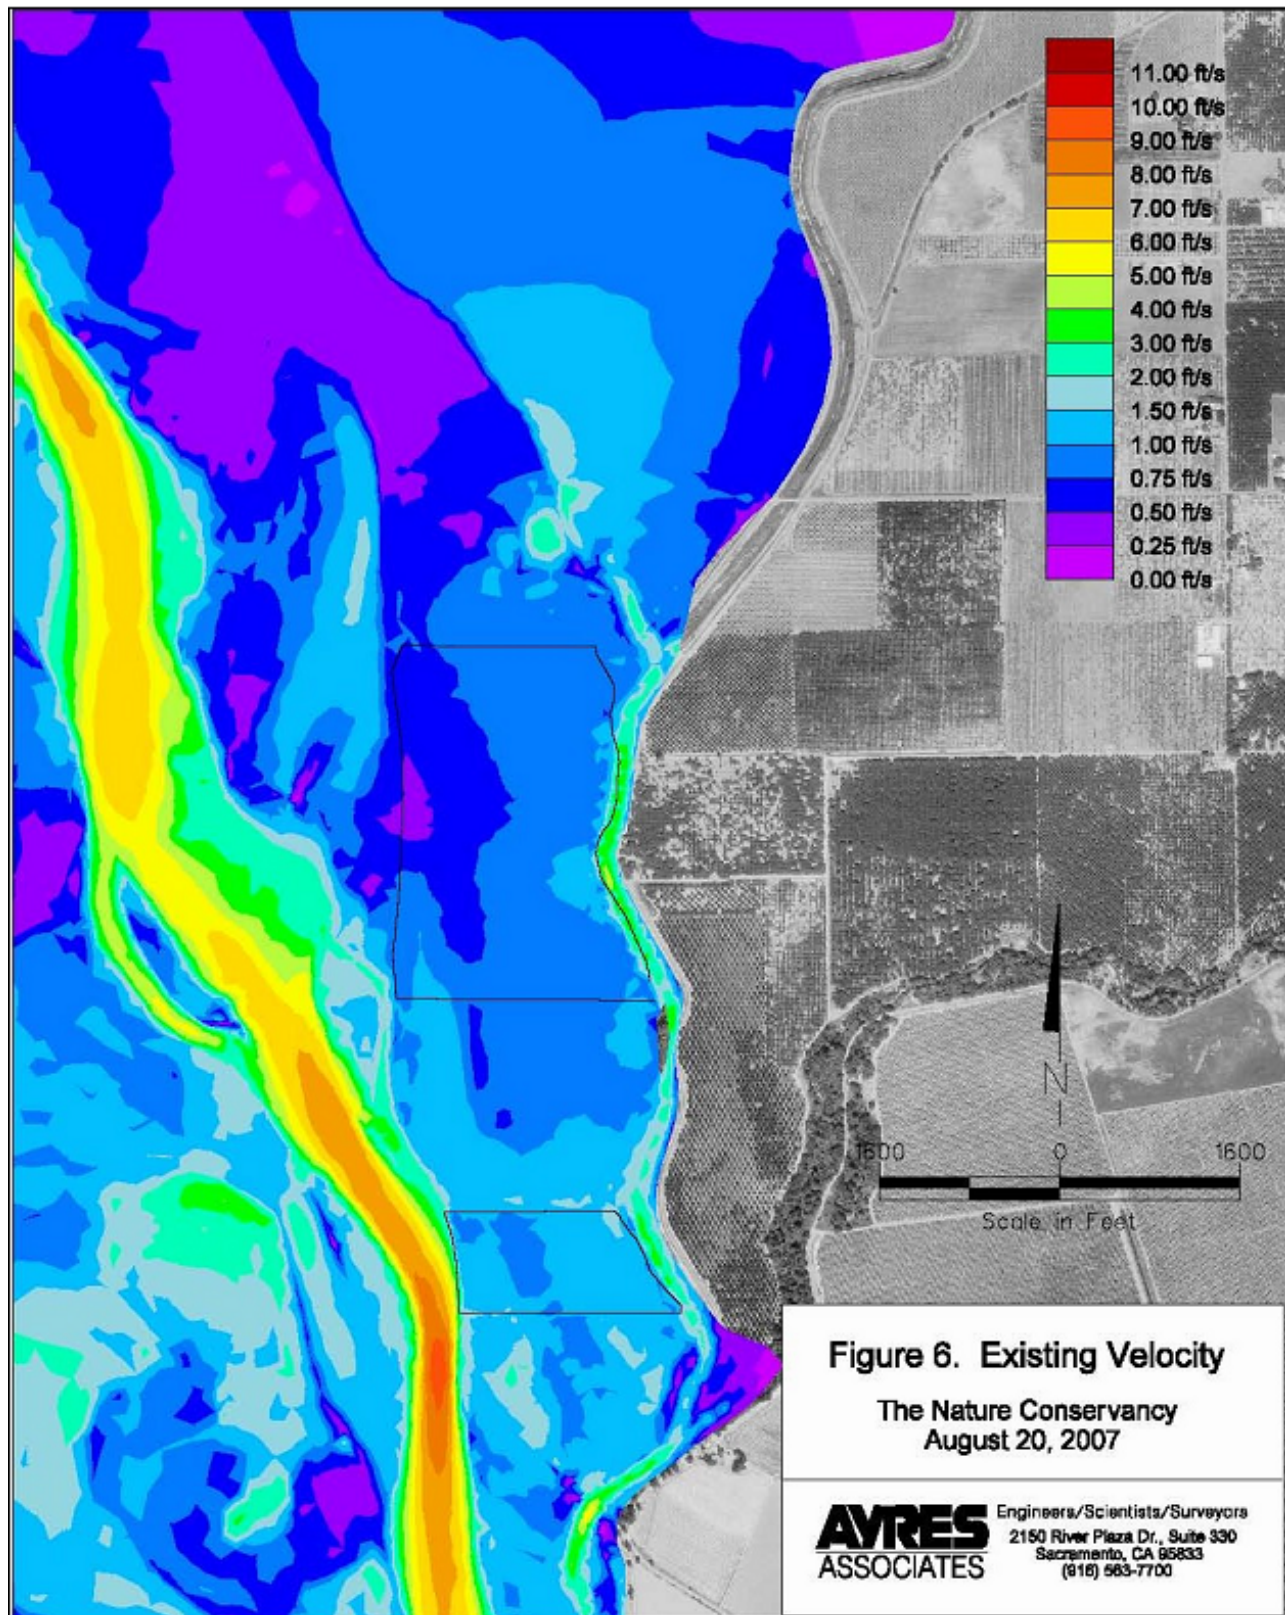 11.00 ft/s
10.00 ft/s
9.00 ft/s
8.00 ft/s
7.00 ft/s
6.00 ft/s
5.00 ft/s
4.00 ft/s
3.00 ft/s
2.00 ft/s
1.50 ft/s
1.00 ft/s
0.75 ft/s
0.50 ft/s
0.25 ft/s
0.00 ft/s
N
1600 0 1600
Scale in Feet
Figure 6. Existing Velocity
The Nature Conservancy
August 20, 2007
AYRES
ASSOCIATES
Engineers/Scientists/Surveyors
2150 River Plaza Dr., Suite 330
Sacramento, CA 95833
(916) 563-7700